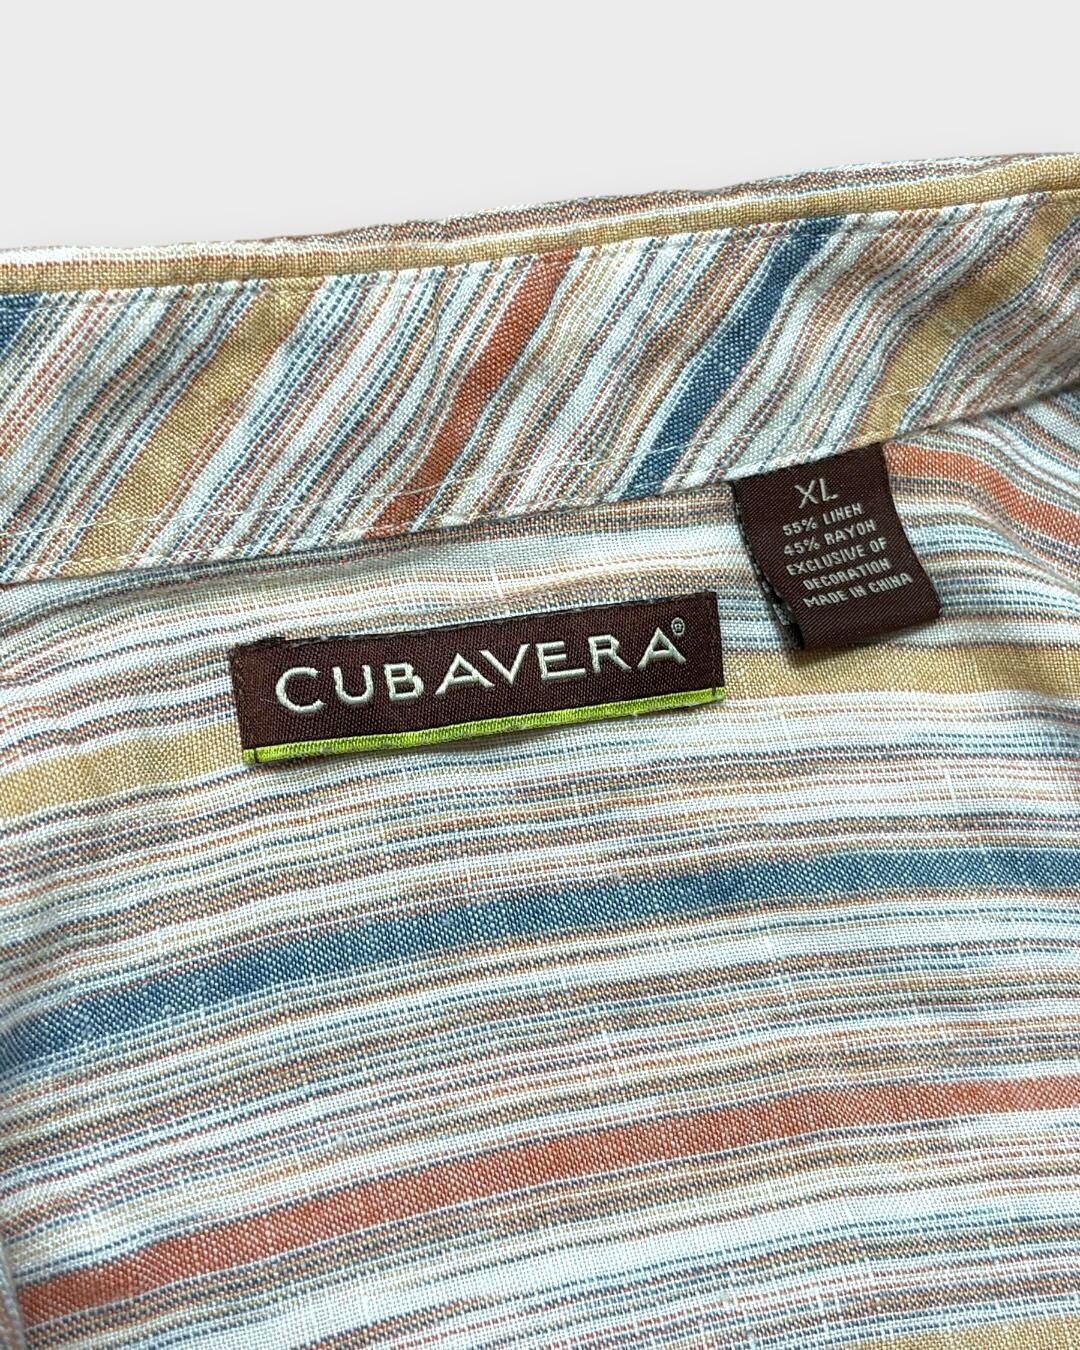 XL
55% LINEN
45% RAYON
EXCLUSIVE OF
DECORATION
MADE IN CHINA
CUBAVERA®